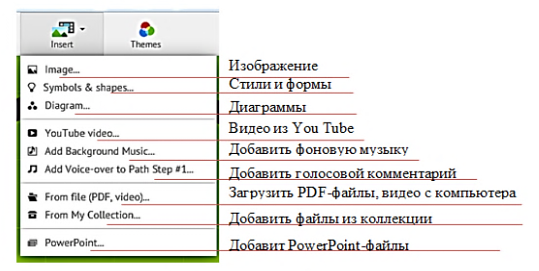 Insert Themes
Image... Изображение
Symbols & shapes... Стили и формы
Diagram... Диаграммы
YouTube video... Видео из You Tube
Add Background Music... Добавить фоновую музыку
Add Voice-over to Path Step #1... Добавить голосовой комментарий
From file (PDF, video)... Загрузить PDF-файлы, видео с компьютера
From My Collection... Добавить файлы из коллекции
PowerPoint... Добавит PowerPoint-файлы